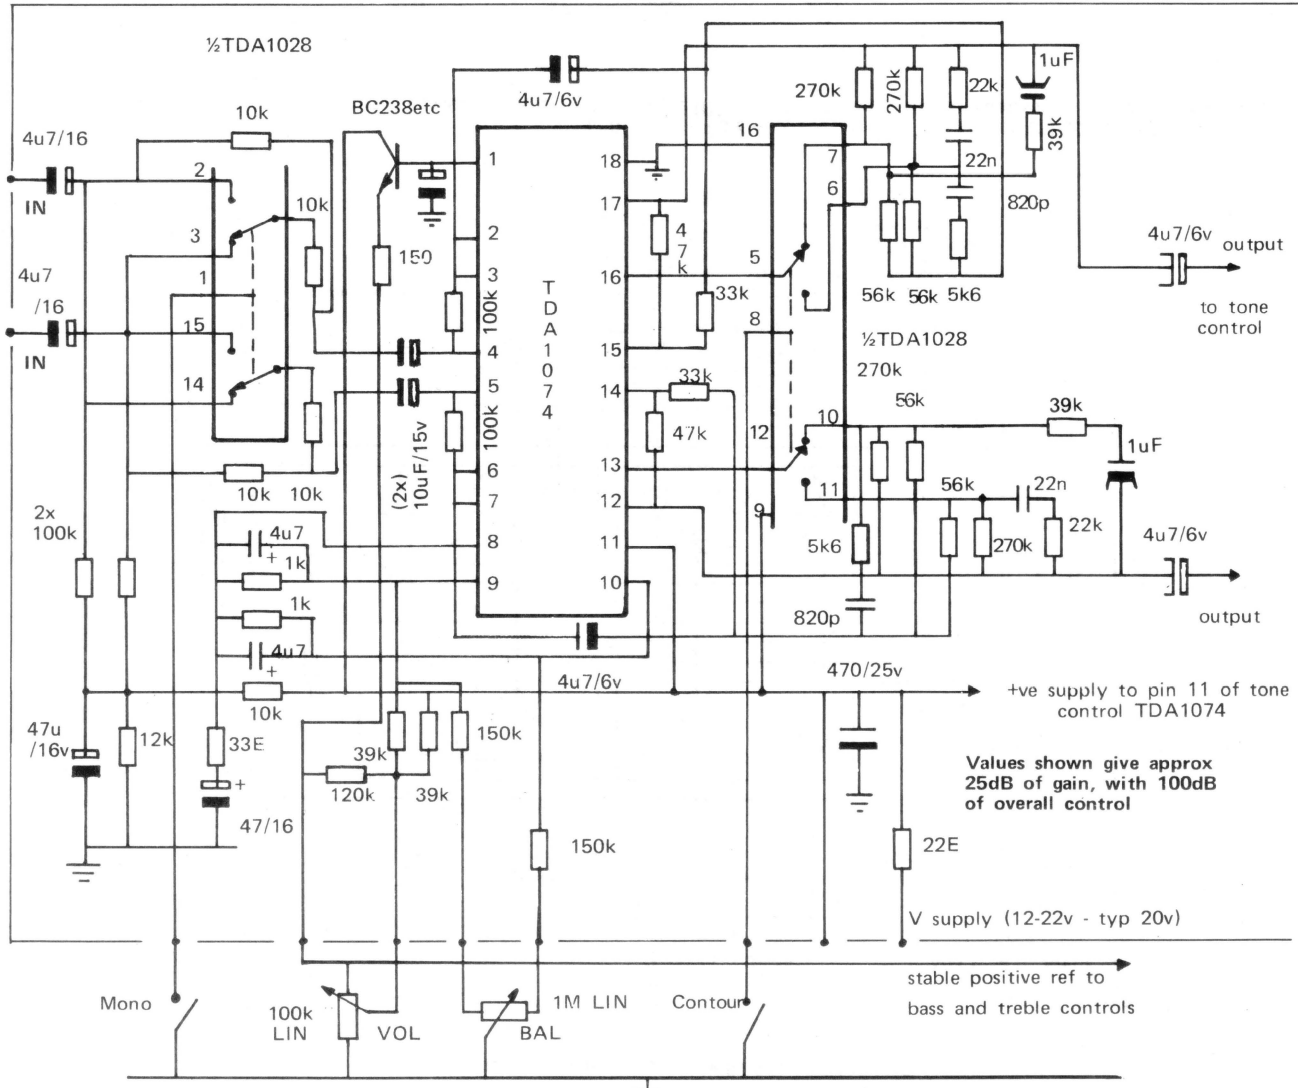 ½TDA1028
4u7/16
10k
BC238etc
4u7/6v
270k
270k
22k
1uF
39k
2
IN
10k
3
4u7
/16
1
15
IN
14
10k
10k
2x
100k
150
1
2
3
100k
4
5
100k
6
7
8
9
(2x)
10uF/15v
TDA1074
18
17
16
15
14
13
12
11
10
47k
33k
33k
47k
16
7
6
5
8
12
10
11
9
22n
820p
56k
56k
5k6
4u7/6v
output
to tone
control
½TDA1028
270k
56k
39k
1uF
22n
56k
270k
22k
5k6
820p
4u7/6v
output
4u7
+
1k
1k
4u7
+
10k
47u
/16v
12k
33E
+
47/16
39k
120k
39k
150k
4u7/6v
470/25v
+ve supply to pin 11 of tone
control TDA1074
Values shown give approx
25dB of gain, with 100dB
of overall control
150k
22E
V supply (12-22v - typ 20v)
stable positive ref to
bass and treble controls
Mono
100k
LIN
VOL
1M LIN
BAL
Contour